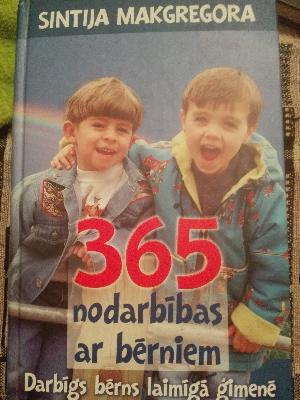 SINTIJA MAKGREGORA
365
nodarbības
ar bērniem
Darbīgs bērns laimīgā ģimenē